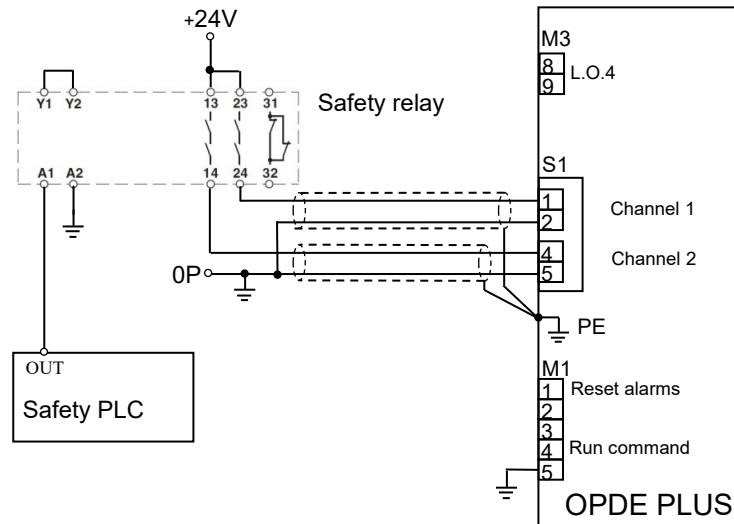 +24V
M3
8
L.O.4
9
Y1 Y2 13 23 31
Safety relay
A1 A2 14 24 32
S1
1
Channel 1
2
4
Channel 2
5
0P
PE
OUT
Safety PLC
M1
1
Reset alarms
2
3
4
Run command
5
OPDE PLUS